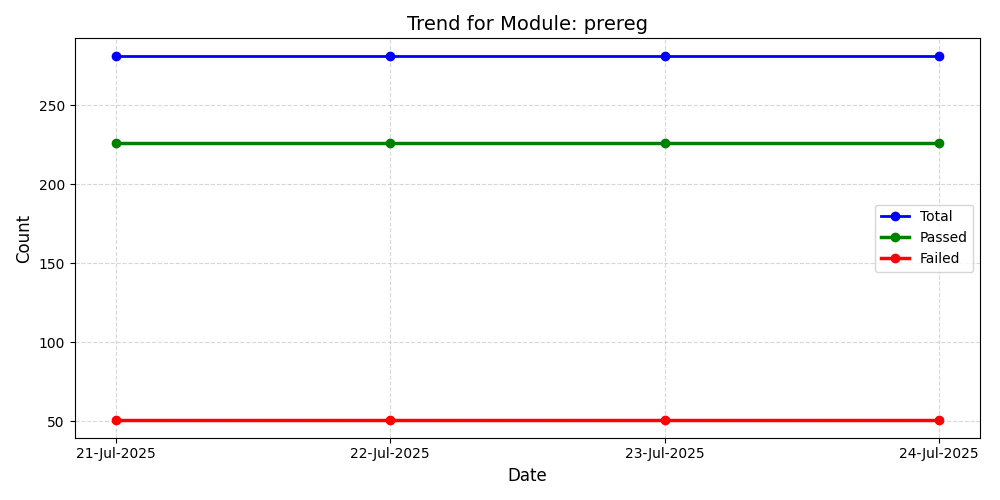 Trend for Module: prereg
Count
250
200
150
100
50
Total
Passed
Failed
21-Jul-2025
22-Jul-2025
23-Jul-2025
24-Jul-2025
Date